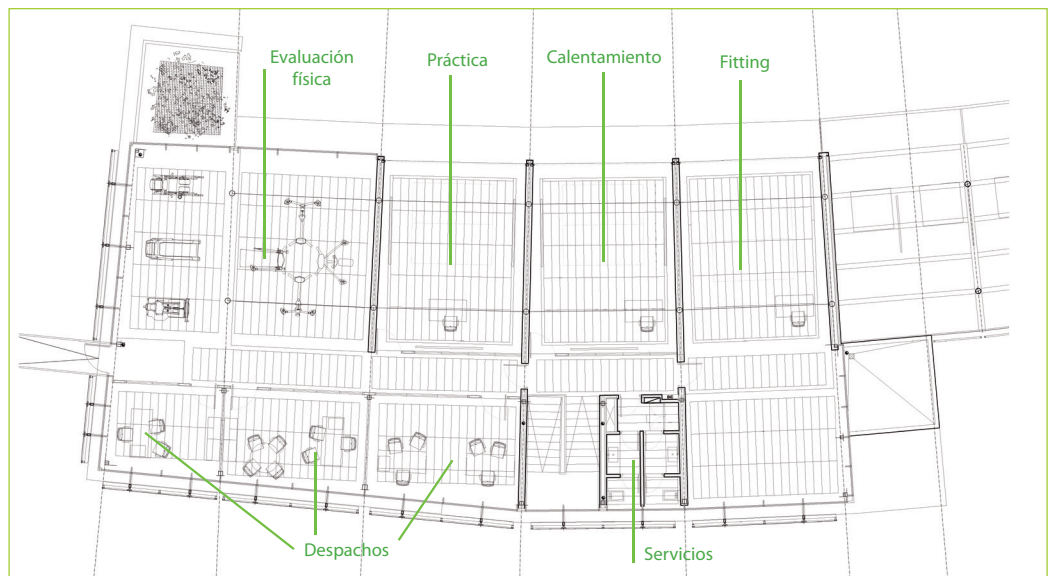 Evaluación
física
Práctica
Calentamiento
Fitting
Despachos
Servicios